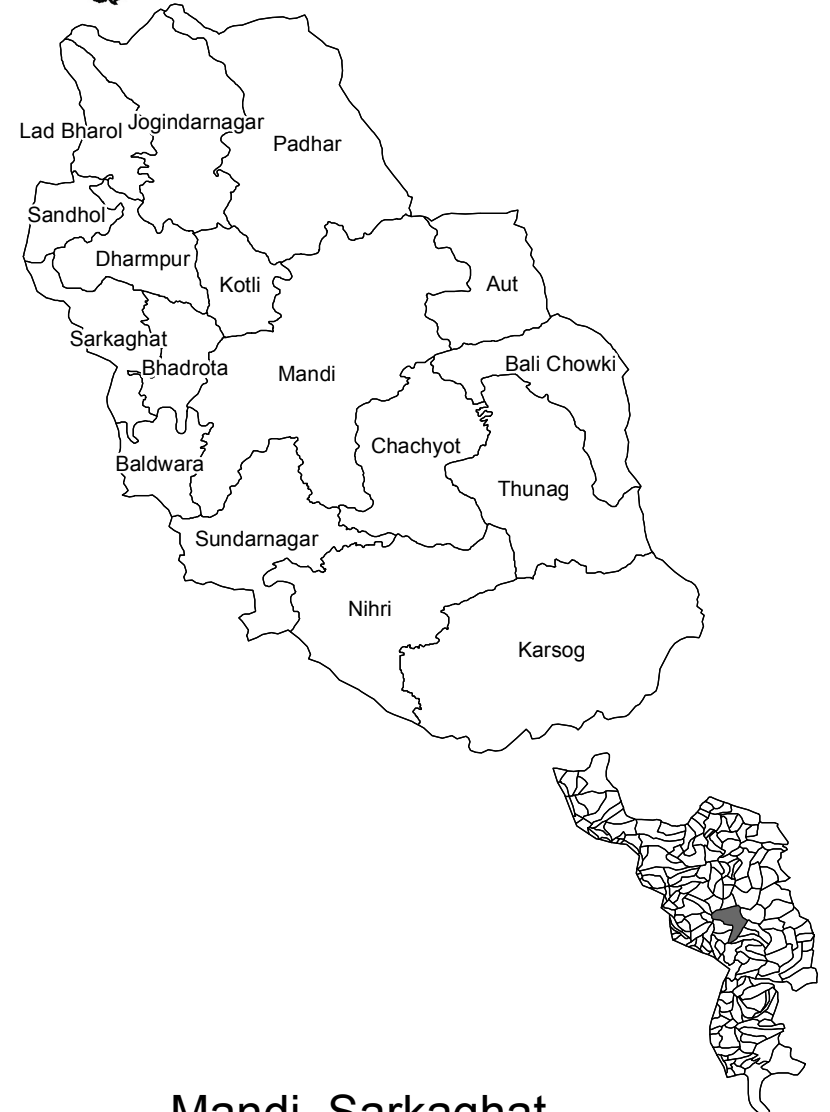 Jogindarnagar
Lad Bharol
Padhar
Sandhol
Dharmpur
Kotli
Aut
Sarkaghat
Bhadrota
Bali Chowki
Mandi
Chachyot
Baldwara
Thunag
Sundarnagar
Nihri
Karsog
Mandi, Sarkaghat